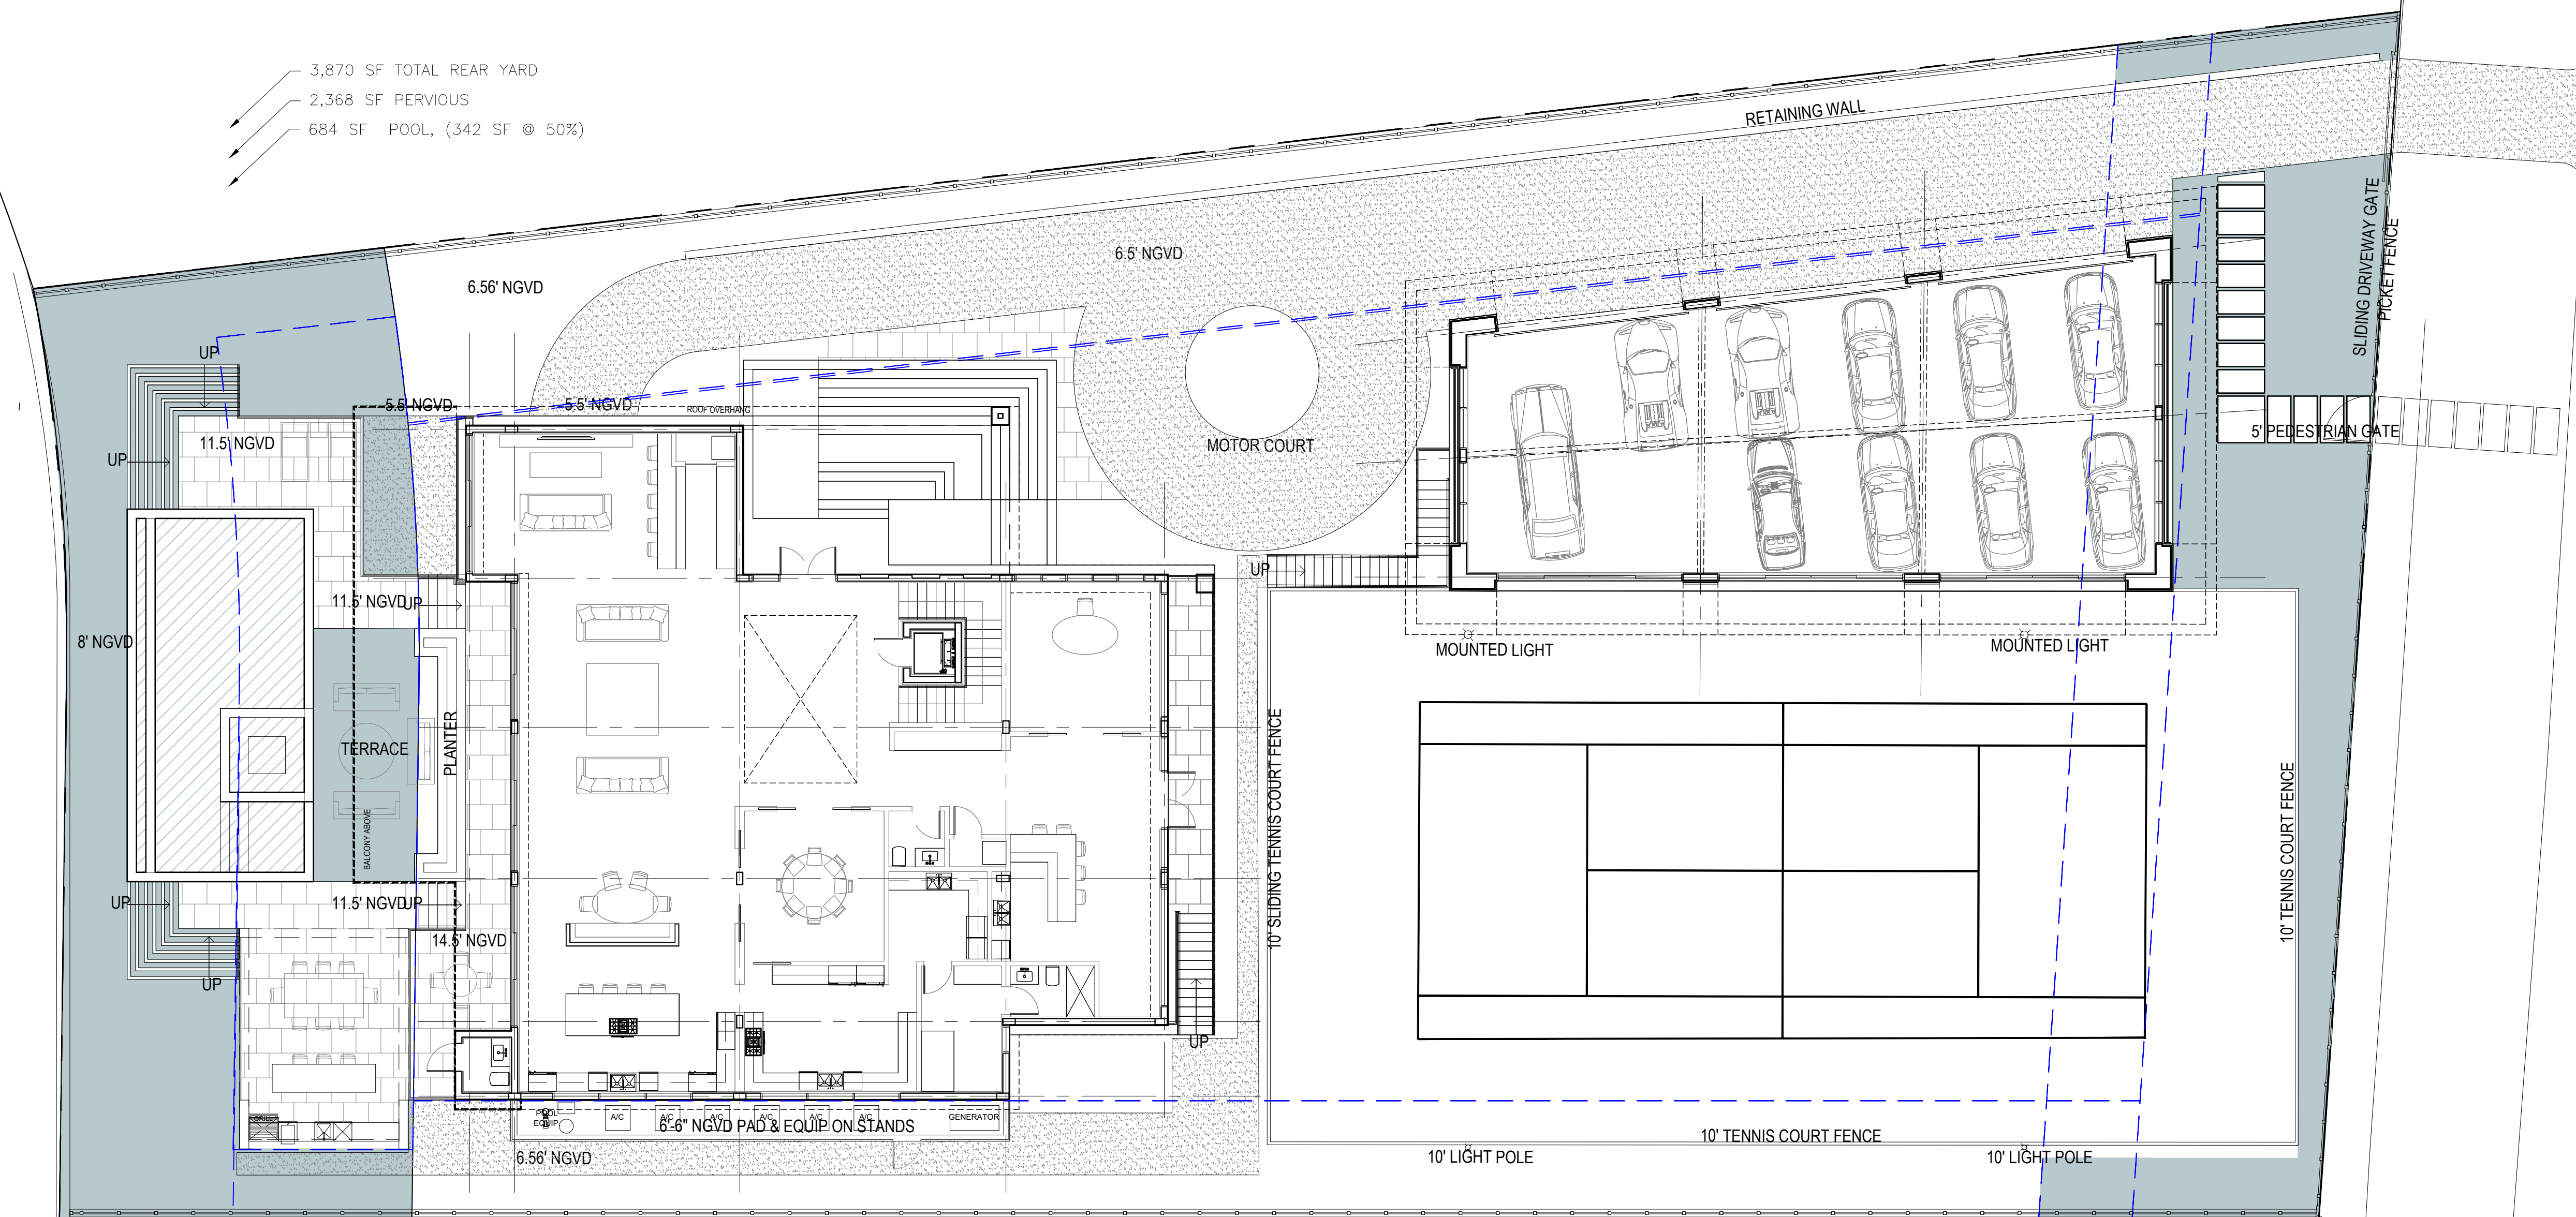 3,870 SF TOTAL REAR YARD
2,368 SF PERVIOUS
684 SF POOL, (342 SF @ 50%)
RETAINING WALL
SLIDING DRIVEWAY GATE
PICKET FENCE
6.5' NGVD
6.56' NGVD
UP
5.5' NGVD
5.5' NGVD
ROOF OVERHANG
11.5' NGVD
MOTOR COURT
5' PEDESTRIAN GATE
UP
UP
11.5' NGVD
UP
8' NGVD
MOUNTED LIGHT
MOUNTED LIGHT
TERRACE
PLANTER
BALCONY ABOVE
10' SLIDING TENNIS COURT FENCE
10' TENNIS COURT FENCE
UP
11.5' NGVD
UP
14.5' NGVD
UP
UP
GRILL
POOL
EQUIP.
A/C
A/C
A/C
A/C
A/C
A/C
GENERATOR
6'-6" NGVD PAD & EQUIP ON STANDS
10' TENNIS COURT FENCE
6.56' NGVD
10' LIGHT POLE
10' LIGHT POLE